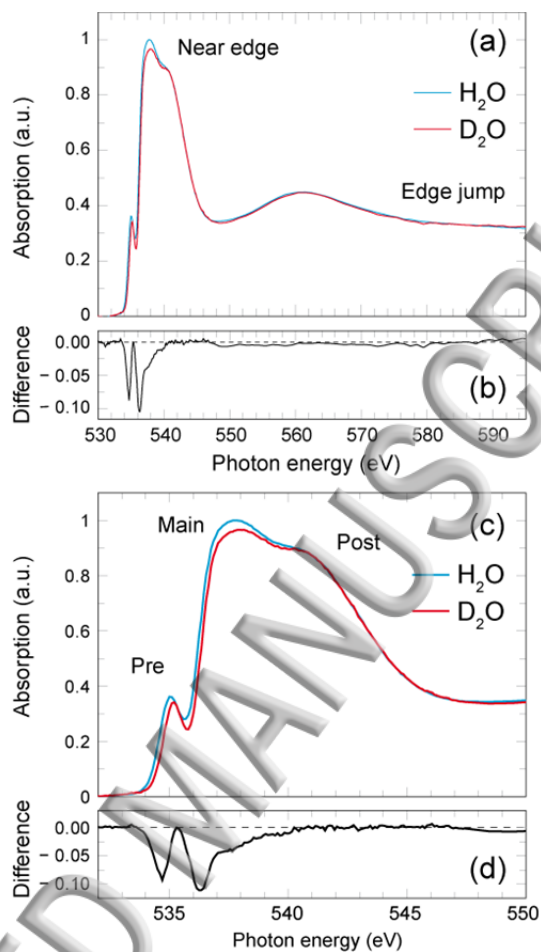 (a)
Near edge
H₂O
D₂O
Edge jump
Absorption (a.u.)
1
0.8
0.6
0.4
0.2
0
(b)
Difference
0.00
− 0.05
− 0.10
530 540 550 560 570 580 590
Photon energy (eV)
(c)
Main
Post
H₂O
D₂O
Pre
Absorption (a.u.)
1
0.8
0.6
0.4
0.2
0
(d)
Difference
0.00
− 0.05
− 0.10
535 540 545 550
Photon energy (eV)
ED MANUSCR